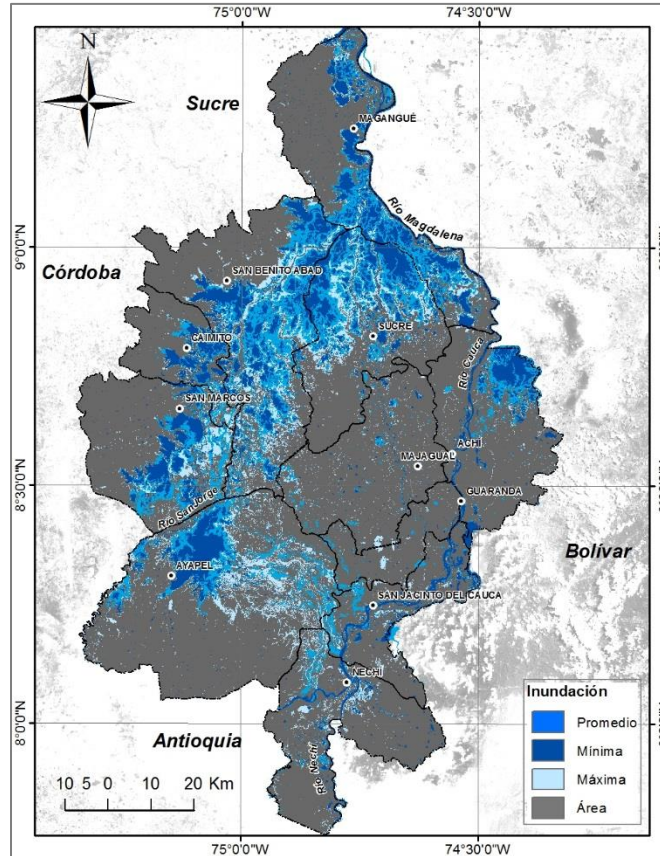 75°0'0"W
74°30'0"W
N
Sucre
MAGANGUÉ
Río Magdalena
9°0'0"N
Córdoba
SAN BENITO ABAD
CAIMITO
SUCRE
Río Cauca
SAN MARCOS
ACHÍ
MAJAGUAL
8°30'0"N
GUARANDA
Río San Jorge
Bolívar
AYAPEL
SAN JACINTO DEL CAUCA
NECHÍ
8°0'0"N
Antioquia
Río Nechí
Inundación
Promedio
Mínima
Máxima
Área
10 5 0 10 20 Km
75°0'0"W
74°30'0"W